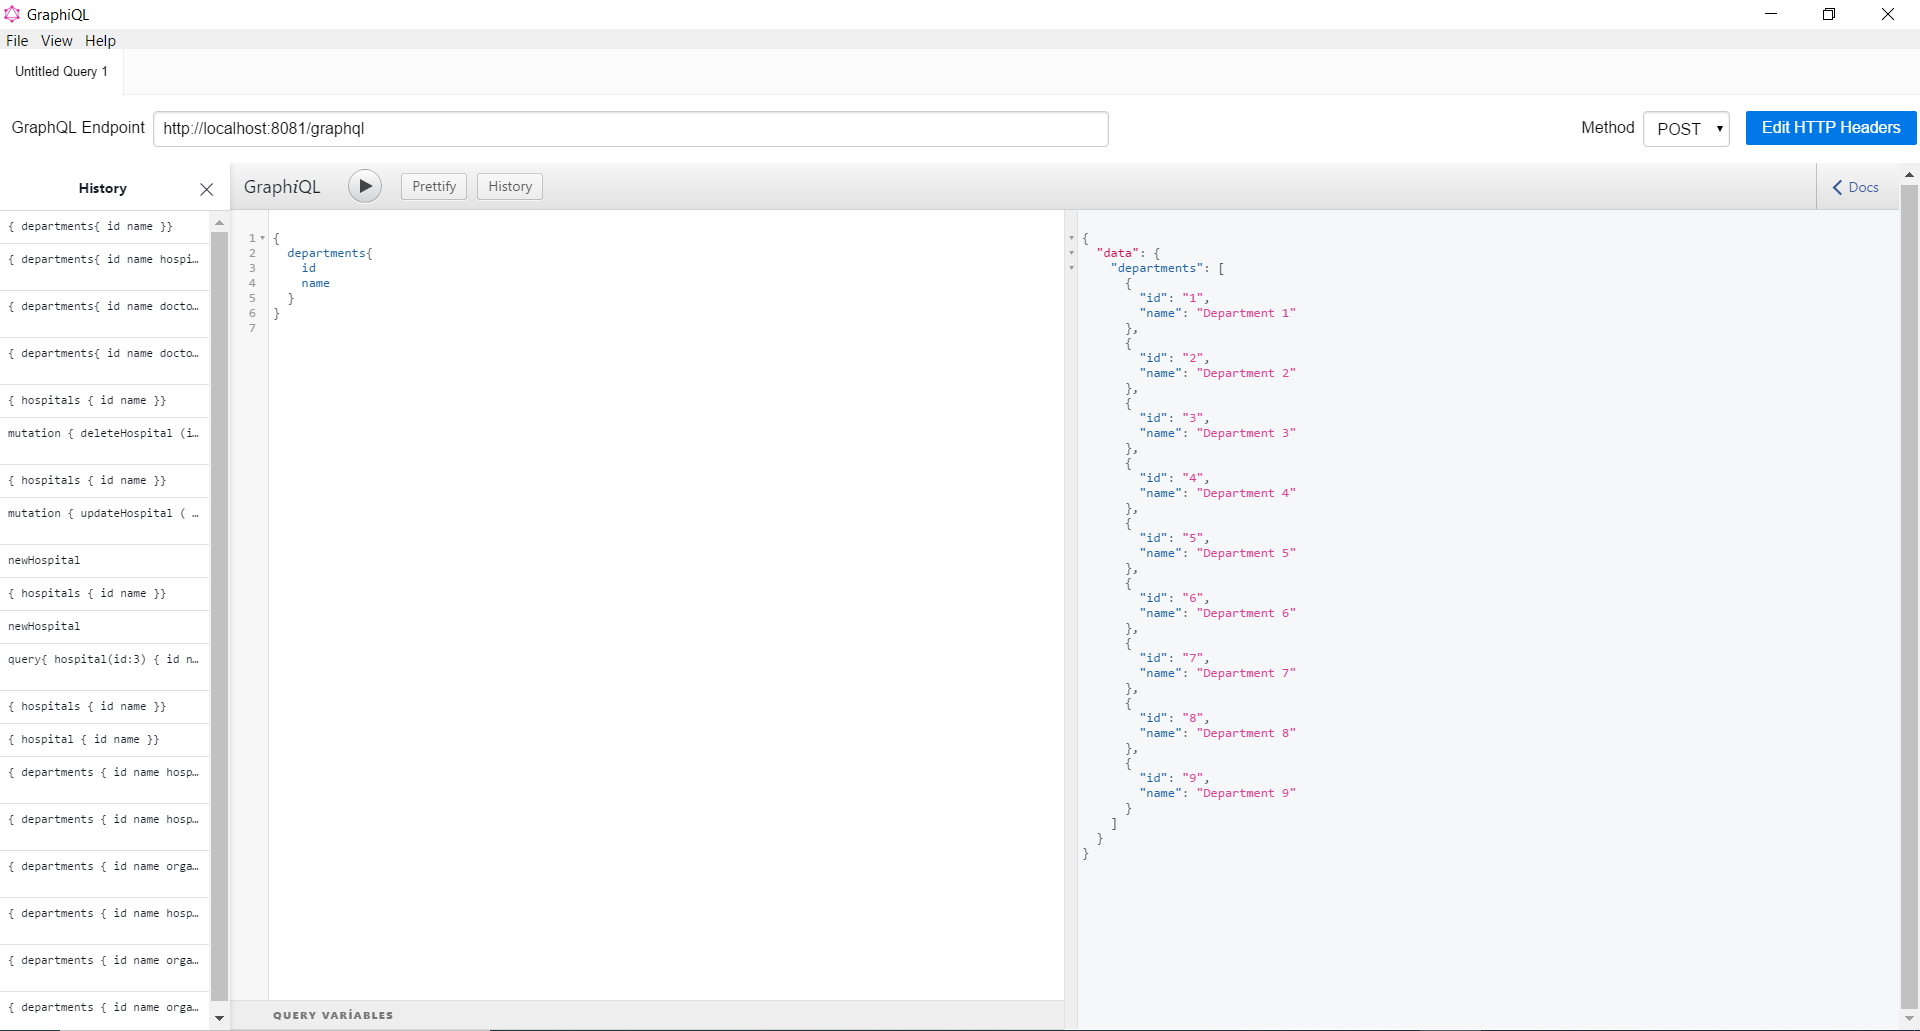 GraphiQL
File View Help
Untitled Query 1
GraphQL Endpoint http://localhost:8081/graphql Method POST Edit HTTP Headers
History
{ departments{ id name }}
{ departments{ id name hospi…
{ departments{ id name docto…
{ departments{ id name docto…
{ hospitals { id name }}
mutation { deleteHospital (i…
{ hospitals { id name }}
mutation { updateHospital ( …
newHospital
{ hospitals { id name }}
newHospital
query{ hospital(id:3) { id n…
{ hospitals { id name }}
{ hospital { id name }}
{ departments { id name hosp…
{ departments { id name hosp…
{ departments { id name orga…
{ departments { id name hosp…
{ departments { id name orga…
{ departments { id name orga…
GraphiQL Prettify History Docs
1 {
2 departments{
3 id
4 name
5 }
6 }
7
QUERY VARİABLES
{
"data": {
"departments": [
{
"id": "1",
"name": "Department 1"
},
{
"id": "2",
"name": "Department 2"
},
{
"id": "3",
"name": "Department 3"
},
{
"id": "4",
"name": "Department 4"
},
{
"id": "5",
"name": "Department 5"
},
{
"id": "6",
"name": "Department 6"
},
{
"id": "7",
"name": "Department 7"
},
{
"id": "8",
"name": "Department 8"
},
{
"id": "9",
"name": "Department 9"
}
]
}
}